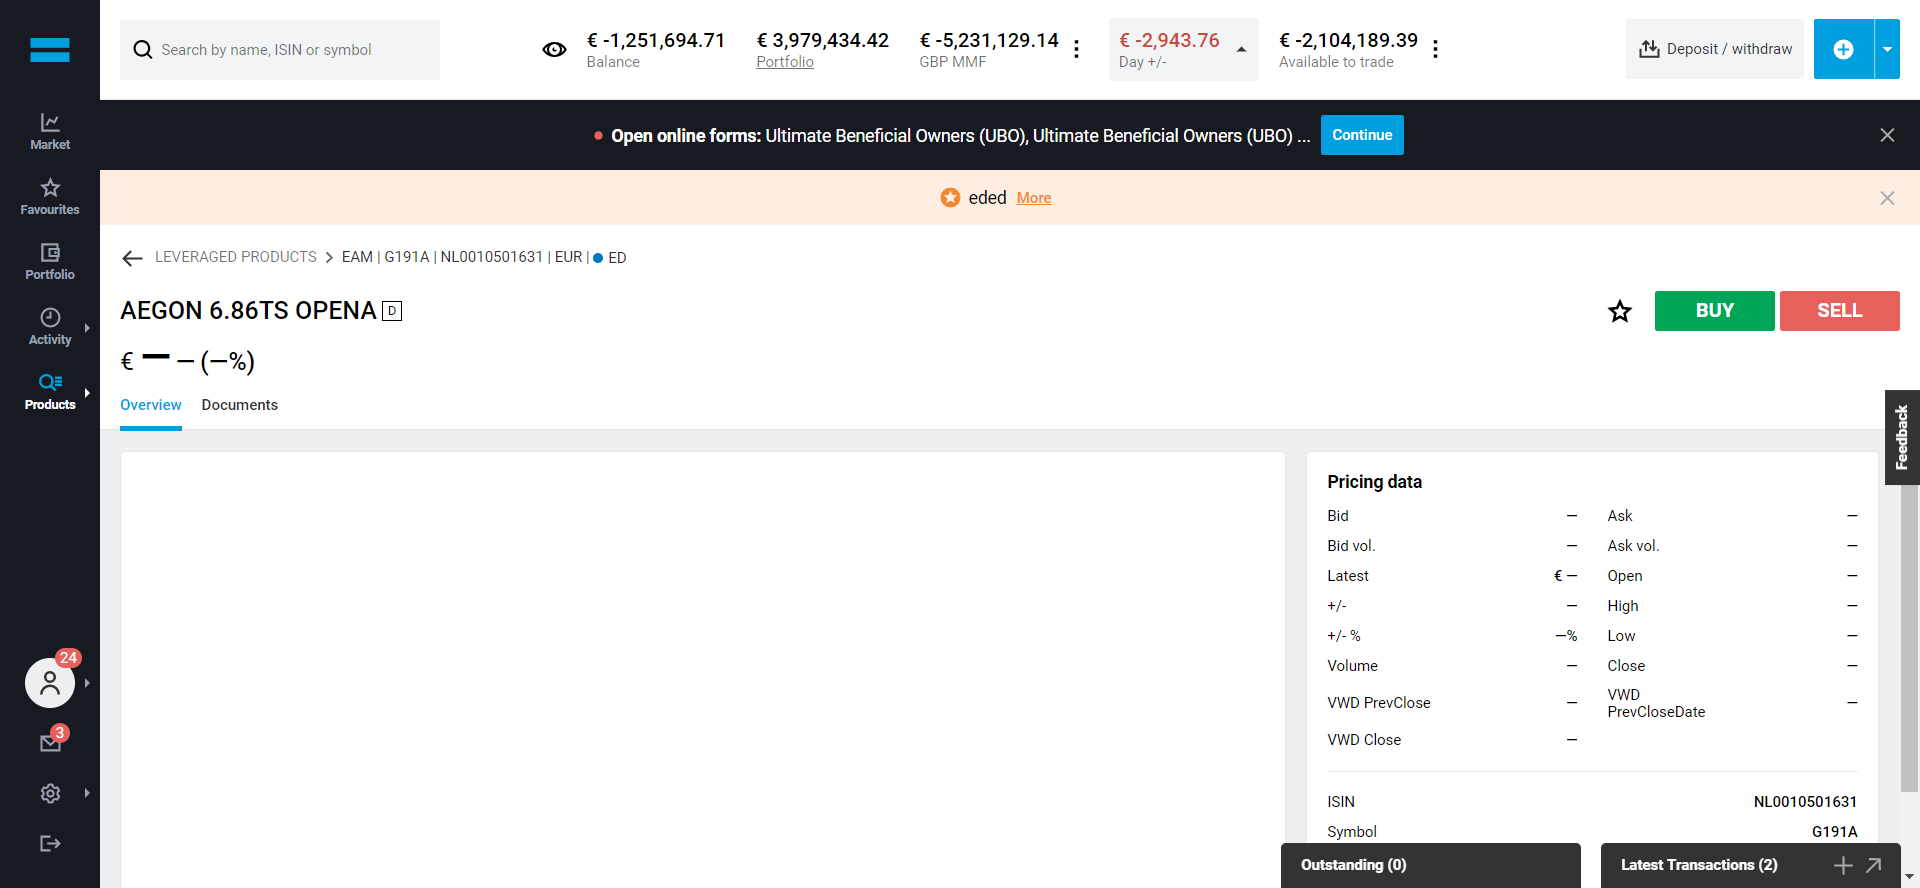 Search by name, ISIN or symbol
€ -1,251,694.71
Balance
€ 3,979,434.42
Portfolio
€ -5,231,129.14
GBP MMF
€ -2,943.76
Day +/-
€ -2,104,189.39
Available to trade
Deposit / withdraw
Open online forms: Ultimate Beneficial Owners (UBO), Ultimate Beneficial Owners (UBO) ...
Continue
eded More
Market
Favourites
Portfolio
Activity
Products
24
3
LEVERAGED PRODUCTS > EAM | G191A | NL0010501631 | EUR | ED
AEGON 6.86TS OPENA D
BUY
SELL
€ — — (—%)
Overview
Documents
Feedback
Pricing data
Bid —
Ask —
Bid vol. —
Ask vol. —
Latest € —
Open —
+/- —
High —
+/- % —%
Low —
Volume —
Close —
VWD PrevClose —
VWD
PrevCloseDate —
VWD Close —
ISIN NL0010501631
Symbol G191A
Outstanding (0)
Latest Transactions (2)